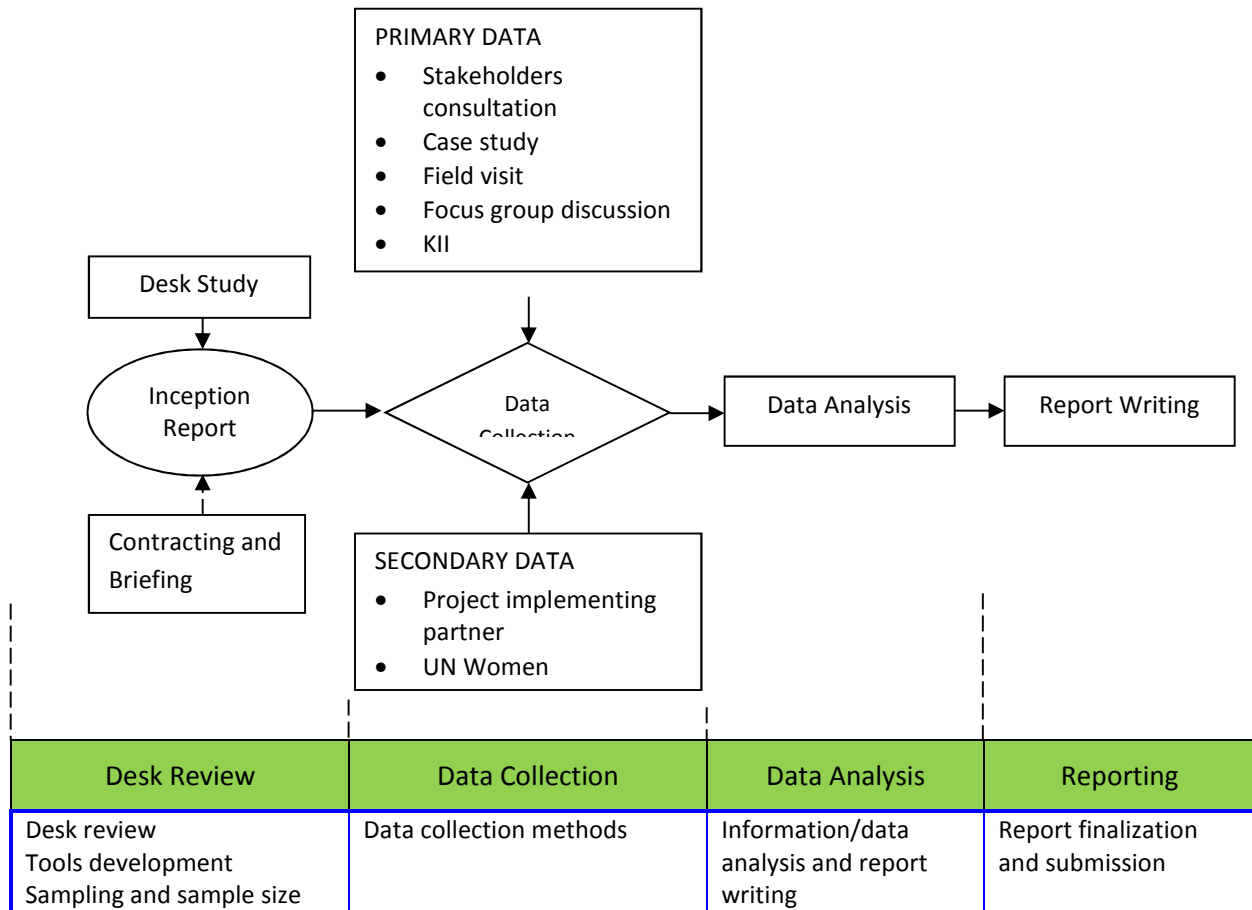 PRIMARY DATA
• Stakeholders
consultation
• Case study
• Field visit
• Focus group discussion
• KII
Desk Study
Inception
Report
Contracting and
Briefing
Data
Collection
SECONDARY DATA
• Project implementing
partner
• UN Women
Data Analysis
Report Writing
Desk Review
Data Collection
Data Analysis
Reporting
Desk review
Tools development
Sampling and sample size
Data collection methods
Information/data
analysis and report
writing
Report finalization
and submission